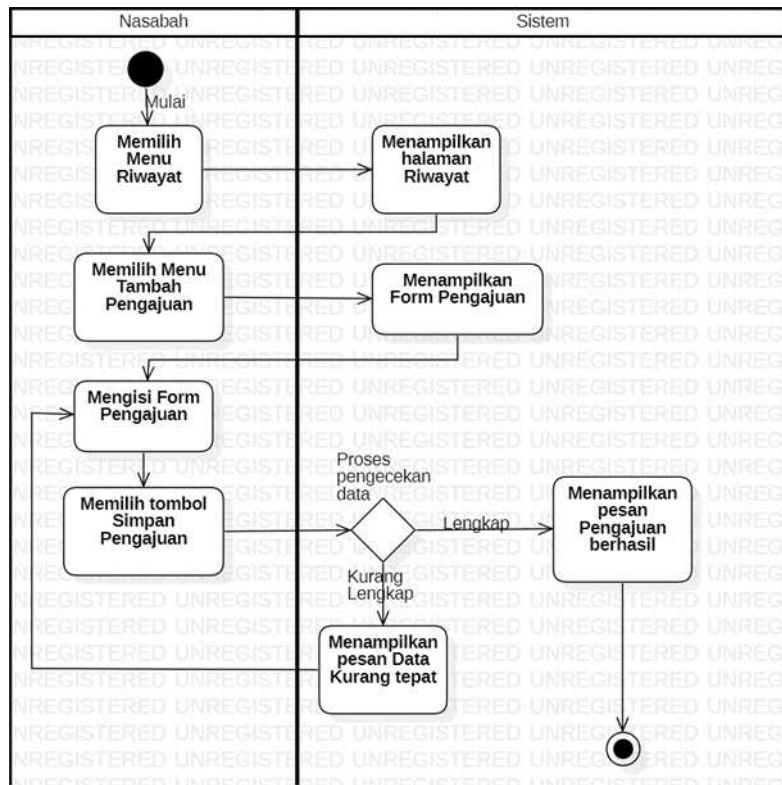 Nasabah
Sistem
Mulai
Memilih
Menu
Riwayat
Menampilkan
halaman
Riwayat
Memilih Menu
Tambah
Pengajuan
Menampilkan
Form Pengajuan
Mengisi Form
Pengajuan
Memilih tombol
Simpan
Pengajuan
Proses
pengecekan
data
Lengkap
Menampilkan
pesan
Pengajuan
berhasil
Kurang
Lengkap
Menampilkan
pesan Data
Kurang tepat
UNREGISTERED